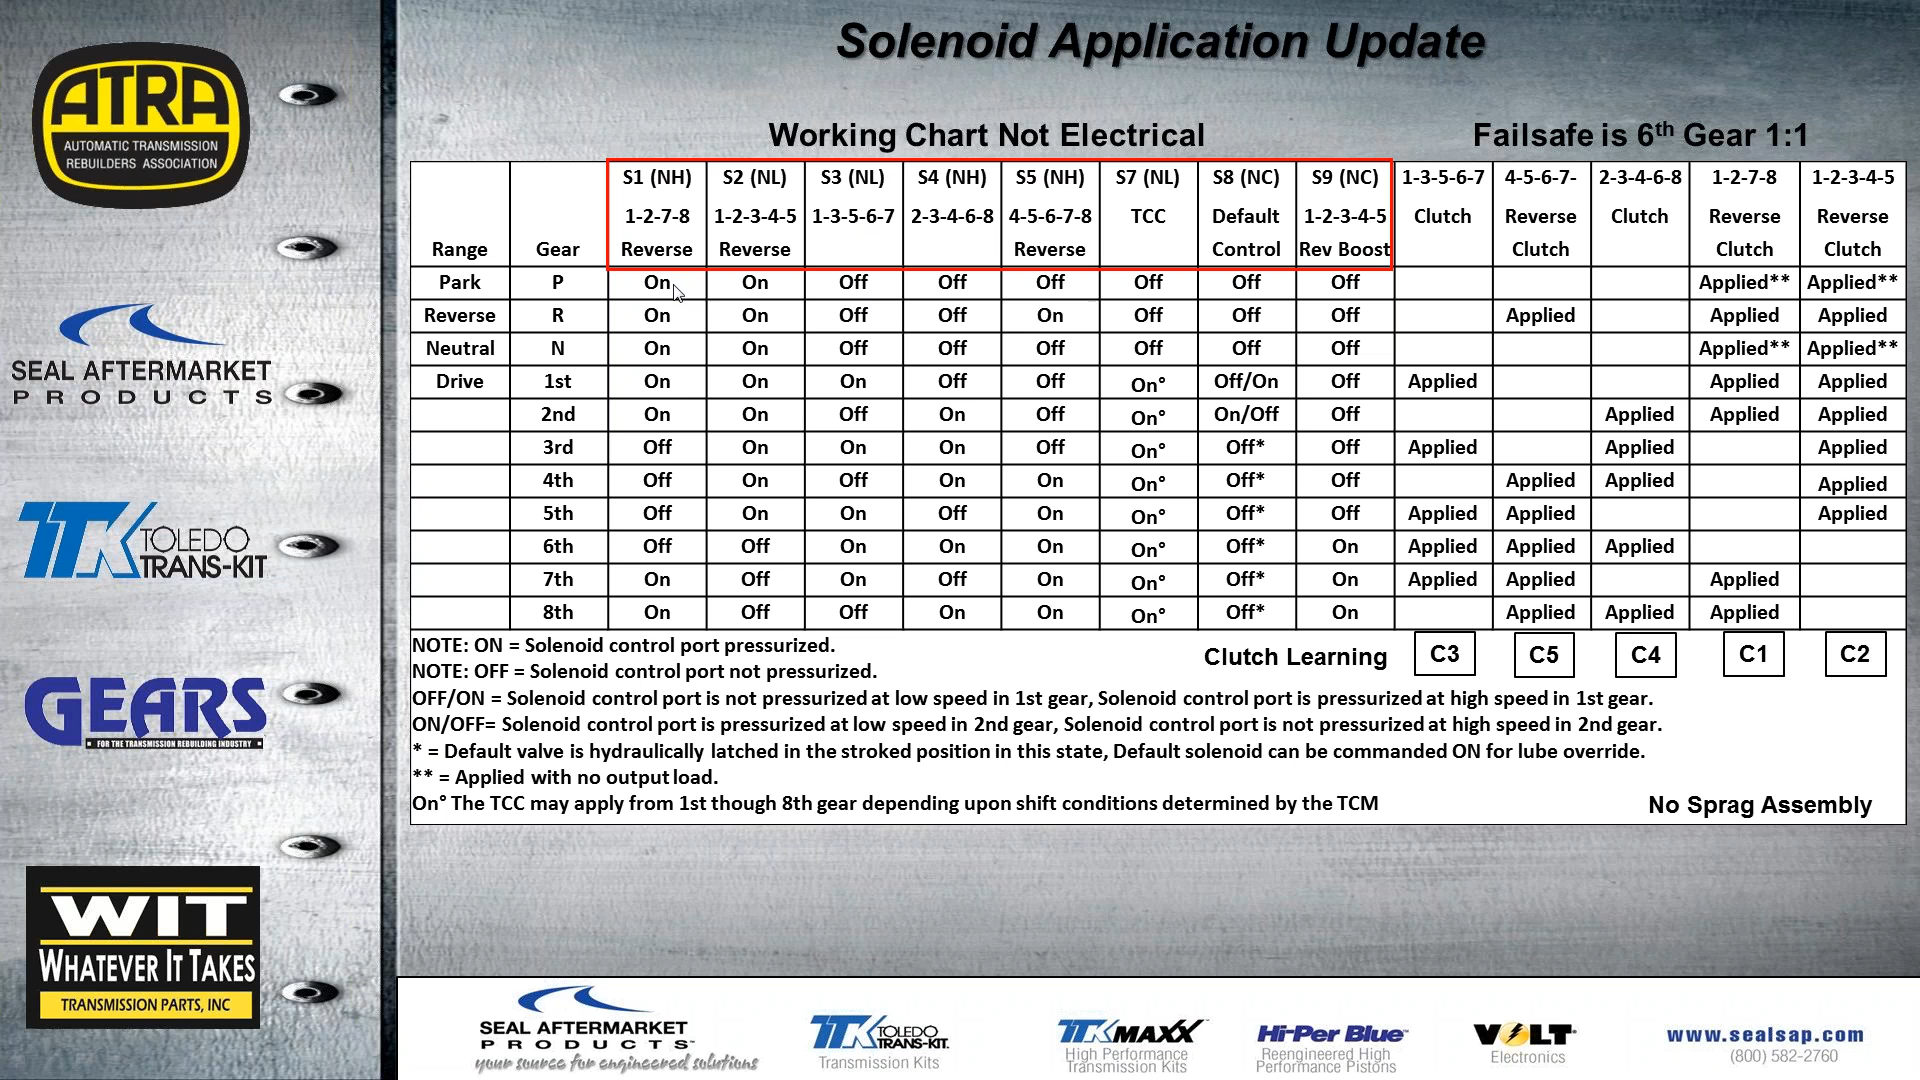 Solenoid Application Update
ATRA
AUTOMATIC TRANSMISSION
REBUILDERS ASSOCIATION
SEAL AFTERMARKET
PRODUCTS
TTK TOLEDO
TRANS-KIT
GEARS
FOR THE TRANSMISSION REBUILDING INDUSTRY
WIT
WHATEVER IT TAKES
TRANSMISSION PARTS, INC
Working Chart Not Electrical
Failsafe is 6th Gear 1:1
S1 (NH) S2 (NL) S3 (NL) S4 (NH) S5 (NH) S7 (NL) S8 (NC) S9 (NC) 1-3-5-6-7 4-5-6-7- 2-3-4-6-8 1-2-7-8 1-2-3-4-5
1-2-7-8 1-2-3-4-5 1-3-5-6-7 2-3-4-6-8 4-5-6-7-8 TCC Default 1-2-3-4-5 Clutch Reverse Clutch Reverse Reverse
Range Gear Reverse Reverse Reverse Control Rev Boost Clutch Clutch Clutch
Park P On On Off Off Off Off Off Off Applied** Applied**
Reverse R On On Off Off On Off Off Off Applied Applied Applied
Neutral N On On Off Off Off Off Off Off Applied** Applied**
Drive 1st On On On Off Off On° Off/On Off Applied Applied Applied
2nd On On Off On Off On° On/Off Off Applied Applied Applied
3rd Off On On On Off On° Off* Off Applied Applied Applied
4th Off On Off On On On° Off* Off Applied Applied Applied
5th Off On On Off On On° Off* Off Applied Applied Applied
6th Off Off On On On On° Off* On Applied Applied Applied
7th On Off On Off On On° Off* On Applied Applied Applied
8th On Off Off On On On° Off* On Applied Applied Applied
NOTE: ON = Solenoid control port pressurized.
Clutch Learning C3 C5 C4 C1 C2
NOTE: OFF = Solenoid control port not pressurized.
OFF/ON = Solenoid control port is not pressurized at low speed in 1st gear, Solenoid control port is pressurized at high speed in 1st gear.
ON/OFF= Solenoid control port is pressurized at low speed in 2nd gear, Solenoid control port is not pressurized at high speed in 2nd gear.
* = Default valve is hydraulically latched in the stroked position in this state, Default solenoid can be commanded ON for lube override.
** = Applied with no output load.
On° The TCC may apply from 1st though 8th gear depending upon shift conditions determined by the TCM
No Sprag Assembly
SEAL AFTERMARKET
PRODUCTS™
your source for engineered solutions
TTK TOLEDO
TRANS-KIT.
Transmission Kits
TTK MAXX™
High Performance
Transmission Kits
Hi-Per Blue™
Reengineered High
Performance Pistons
VOLT
Electronics
www.sealsap.com
(800) 582-2760